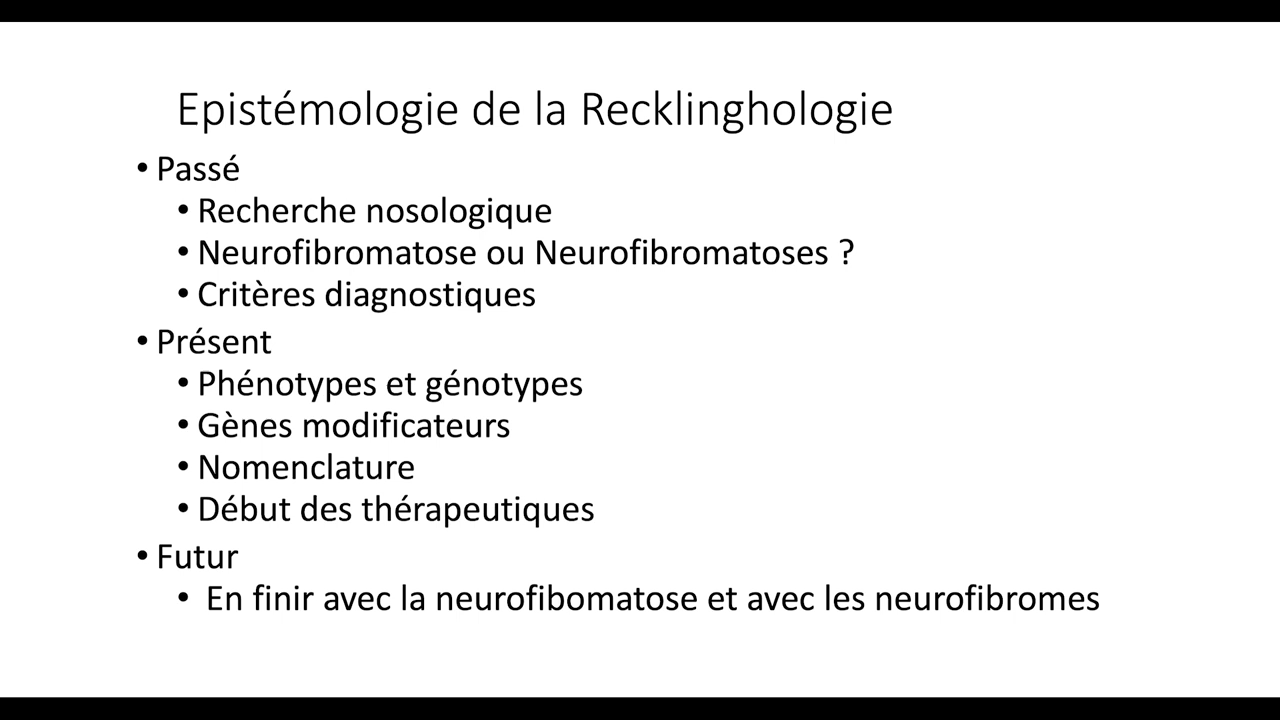 Epistémologie de la Recklinghologie
• Passé
• Recherche nosologique
• Neurofibromatose ou Neurofibromatoses ?
• Critères diagnostiques
• Présent
• Phénotypes et génotypes
• Gènes modificateurs
• Nomenclature
• Début des thérapeutiques
• Futur
• En finir avec la neurofibomatose et avec les neurofibromes